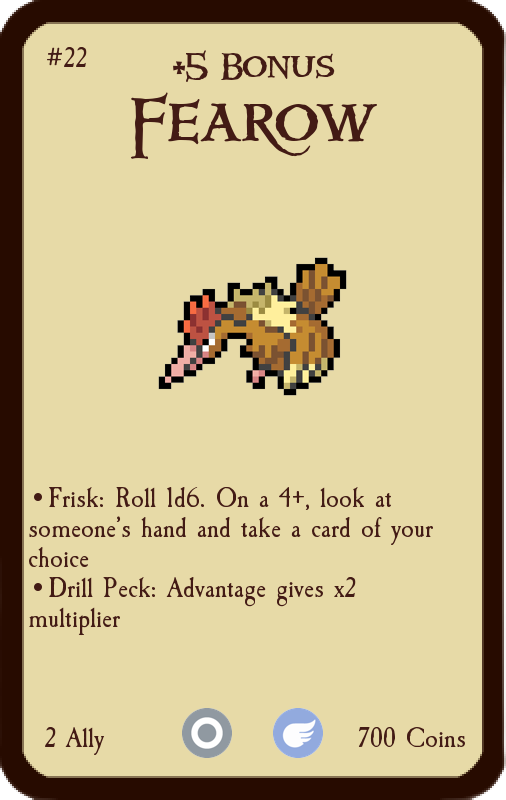 #22
+5 Bonus
Fearow
•Frisk: Roll 1d6. On a 4+, look at
someone's hand and take a card of your
choice
•Drill Peck: Advantage gives x2
multiplier
2 Ally
700 Coins